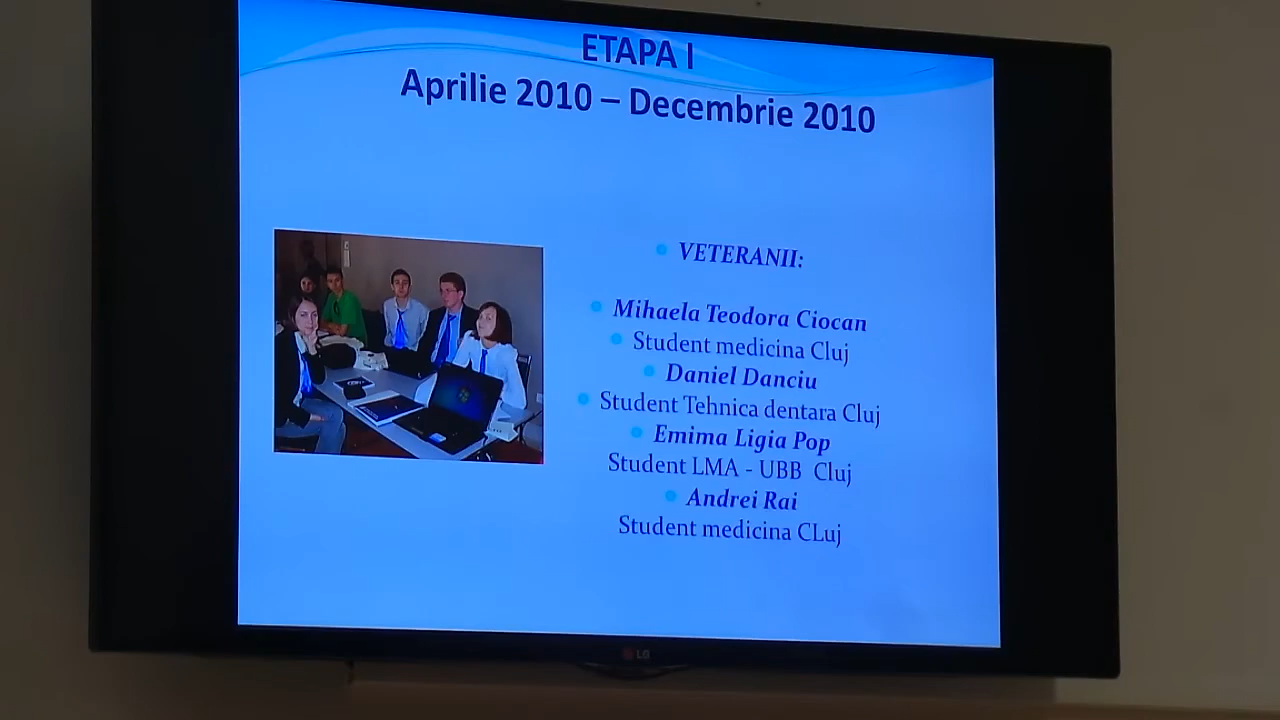 ETAPA I
Aprilie 2010 – Decembrie 2010
VETERANII:
Mihaela Teodora Ciocan
Student medicina Cluj
Daniel Danciu
Student Tehnica dentara Cluj
Emima Ligia Pop
Student LMA - UBB Cluj
Andrei Rai
Student medicina CLuj
LG